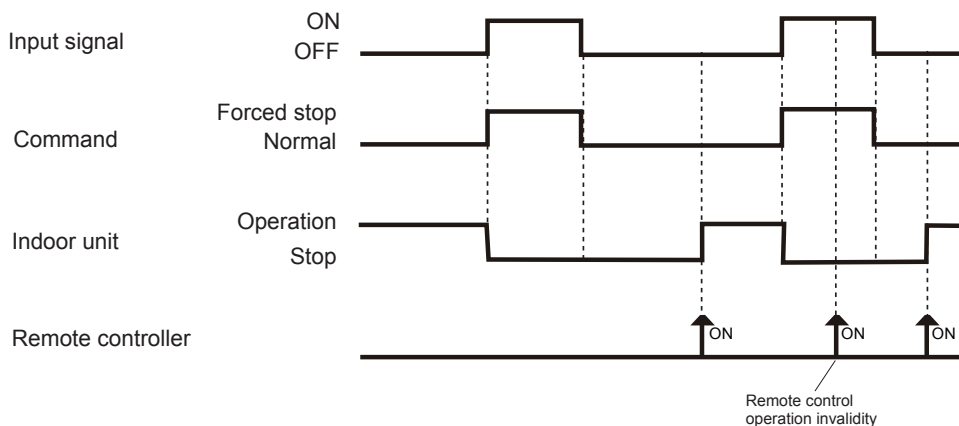 ON
Input signal
OFF
Forced stop
Command
Normal
Operation
Indoor unit
Stop
Remote controller
ON
ON
ON
Remote control
operation invalidity